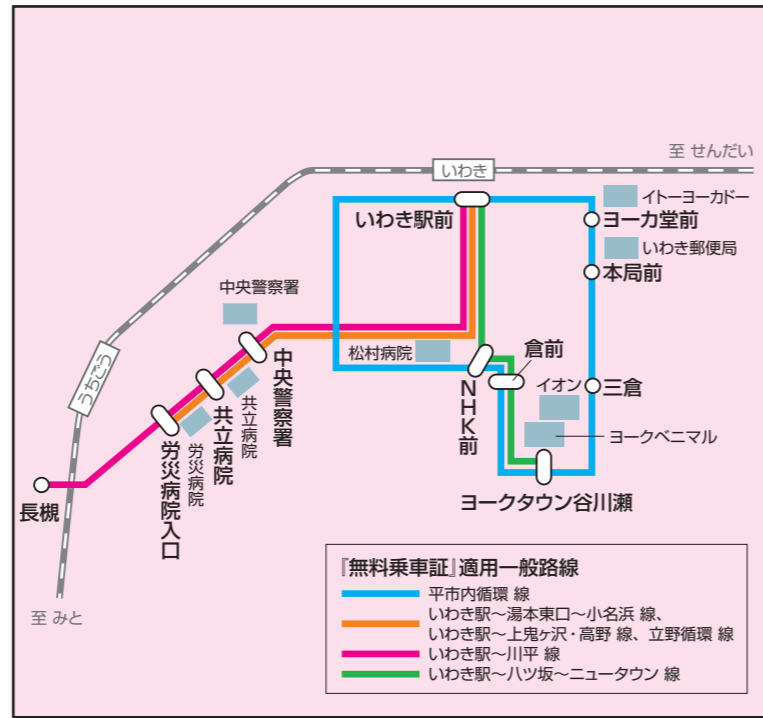 至 せんだい
いわき
イトーヨーカドー
いわき駅前
ヨーカ堂前
いわき郵便局
本局前
中央警察署
松村病院
倉前
うちごう
中央警察署
共立病院
共立病院
NHK前
イオン
三倉
ヨークベニマル
労災病院
労災病院入口
長槻
ヨークタウン谷川瀬
至 みと
『無料乗車証』適用一般路線
平市内循環 線
いわき駅〜湯本東口〜小名浜 線、
いわき駅〜上鬼ヶ沢・高野 線、立野循環 線
いわき駅〜川平 線
いわき駅〜八ツ坂〜ニュータウン 線